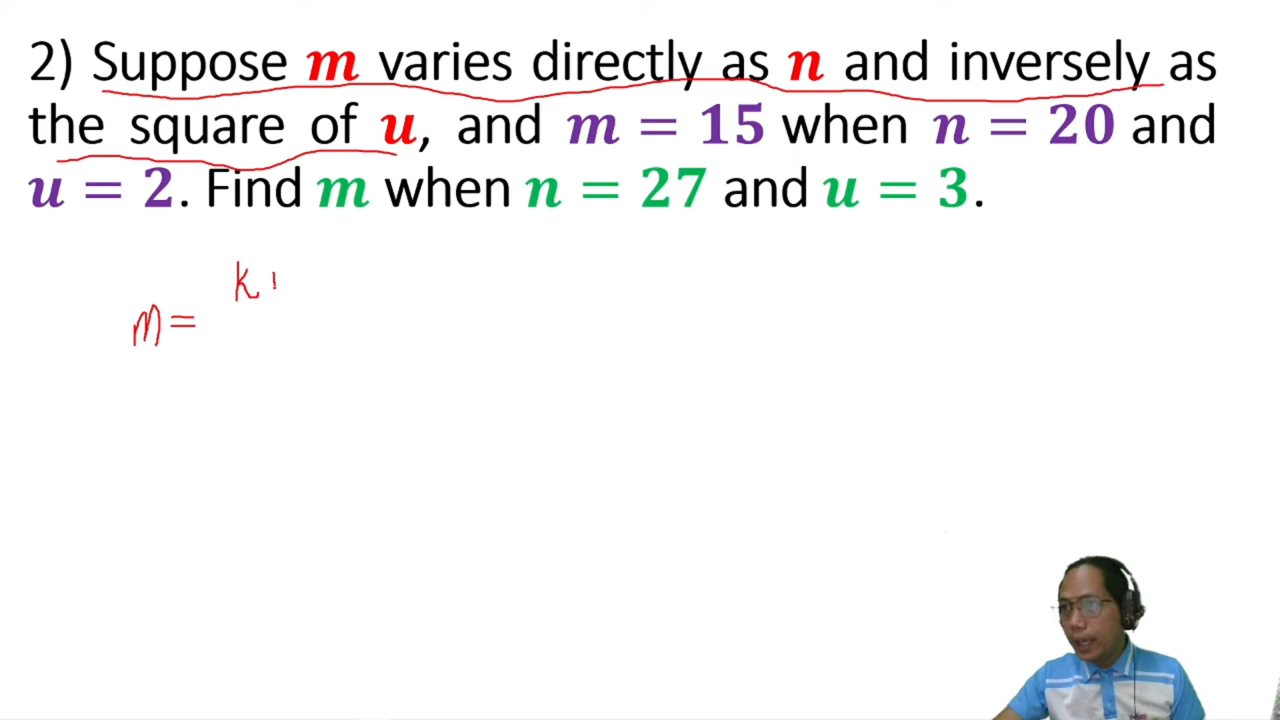 2) Suppose m varies directly as n and inversely as
the square of u, and m = 15 when n = 20 and
u = 2. Find m when n = 27 and u = 3.
k
m =